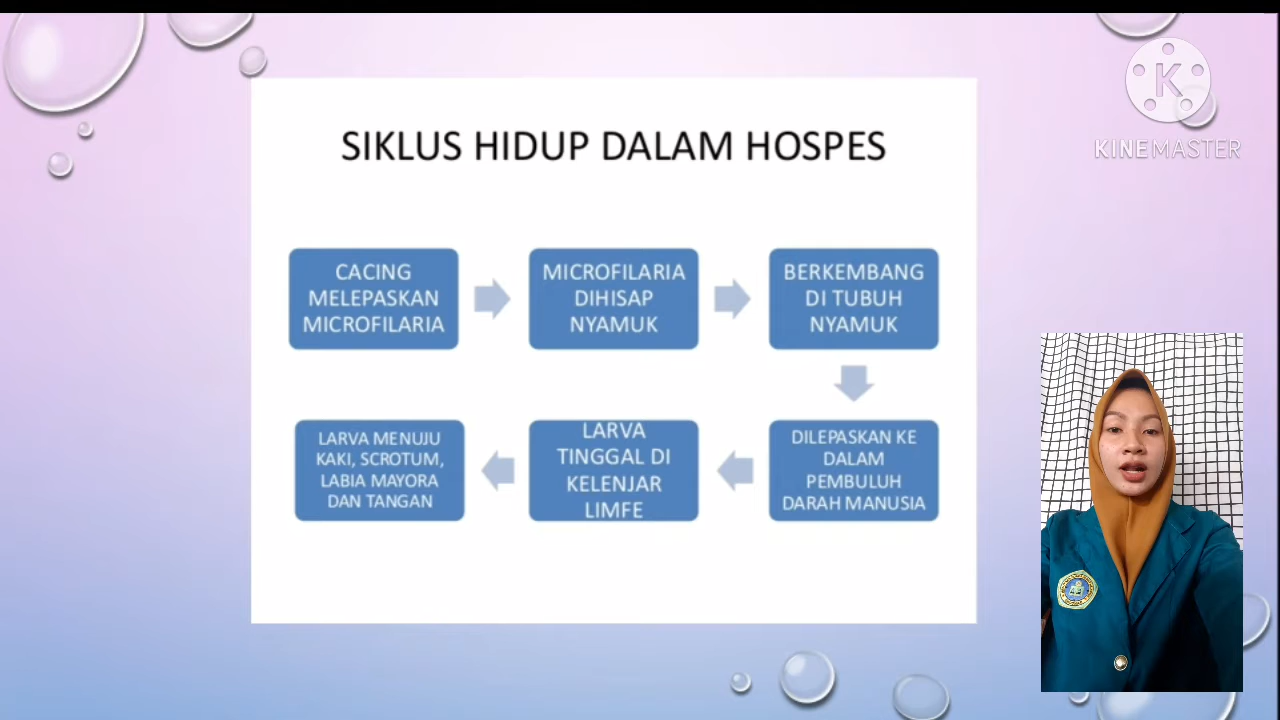 SIKLUS HIDUP DALAM HOSPES
CACING
MELEPASKAN
MICROFILARIA
MICROFILARIA
DIHISAP
NYAMUK
BERKEMBANG
DI TUBUH
NYAMUK
DILEPASKAN KE
DALAM
PEMBULUH
DARAH MANUSIA
LARVA
TINGGAL DI
KELENJAR
LIMFE
LARVA MENUJU
KAKI, SCROTUM,
LABIA MAYORA
DAN TANGAN
K
KINEMASTER